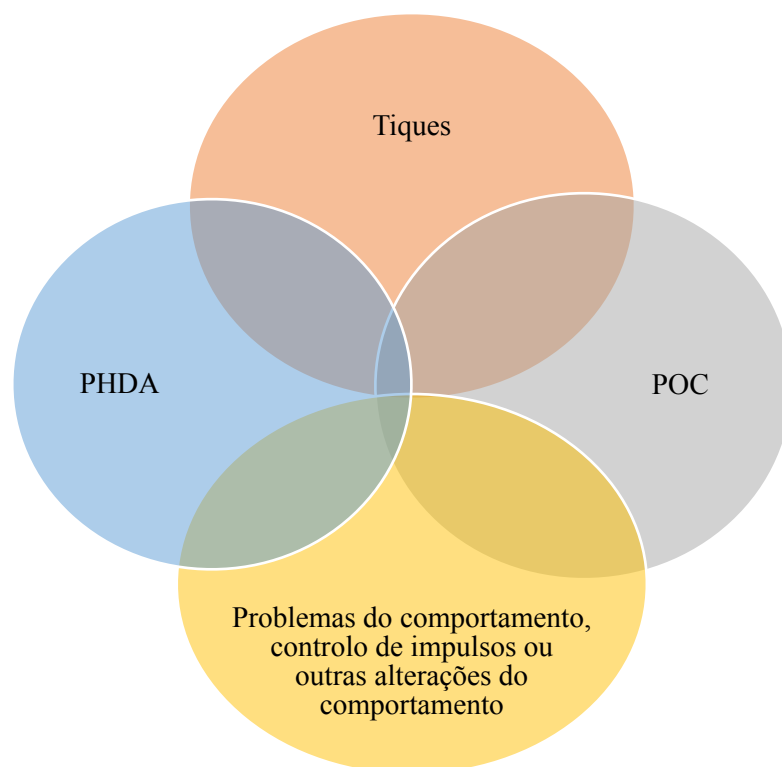 Tiques
PHDA
POC
Problemas do comportamento,
controlo de impulsos ou
outras alterações do
comportamento